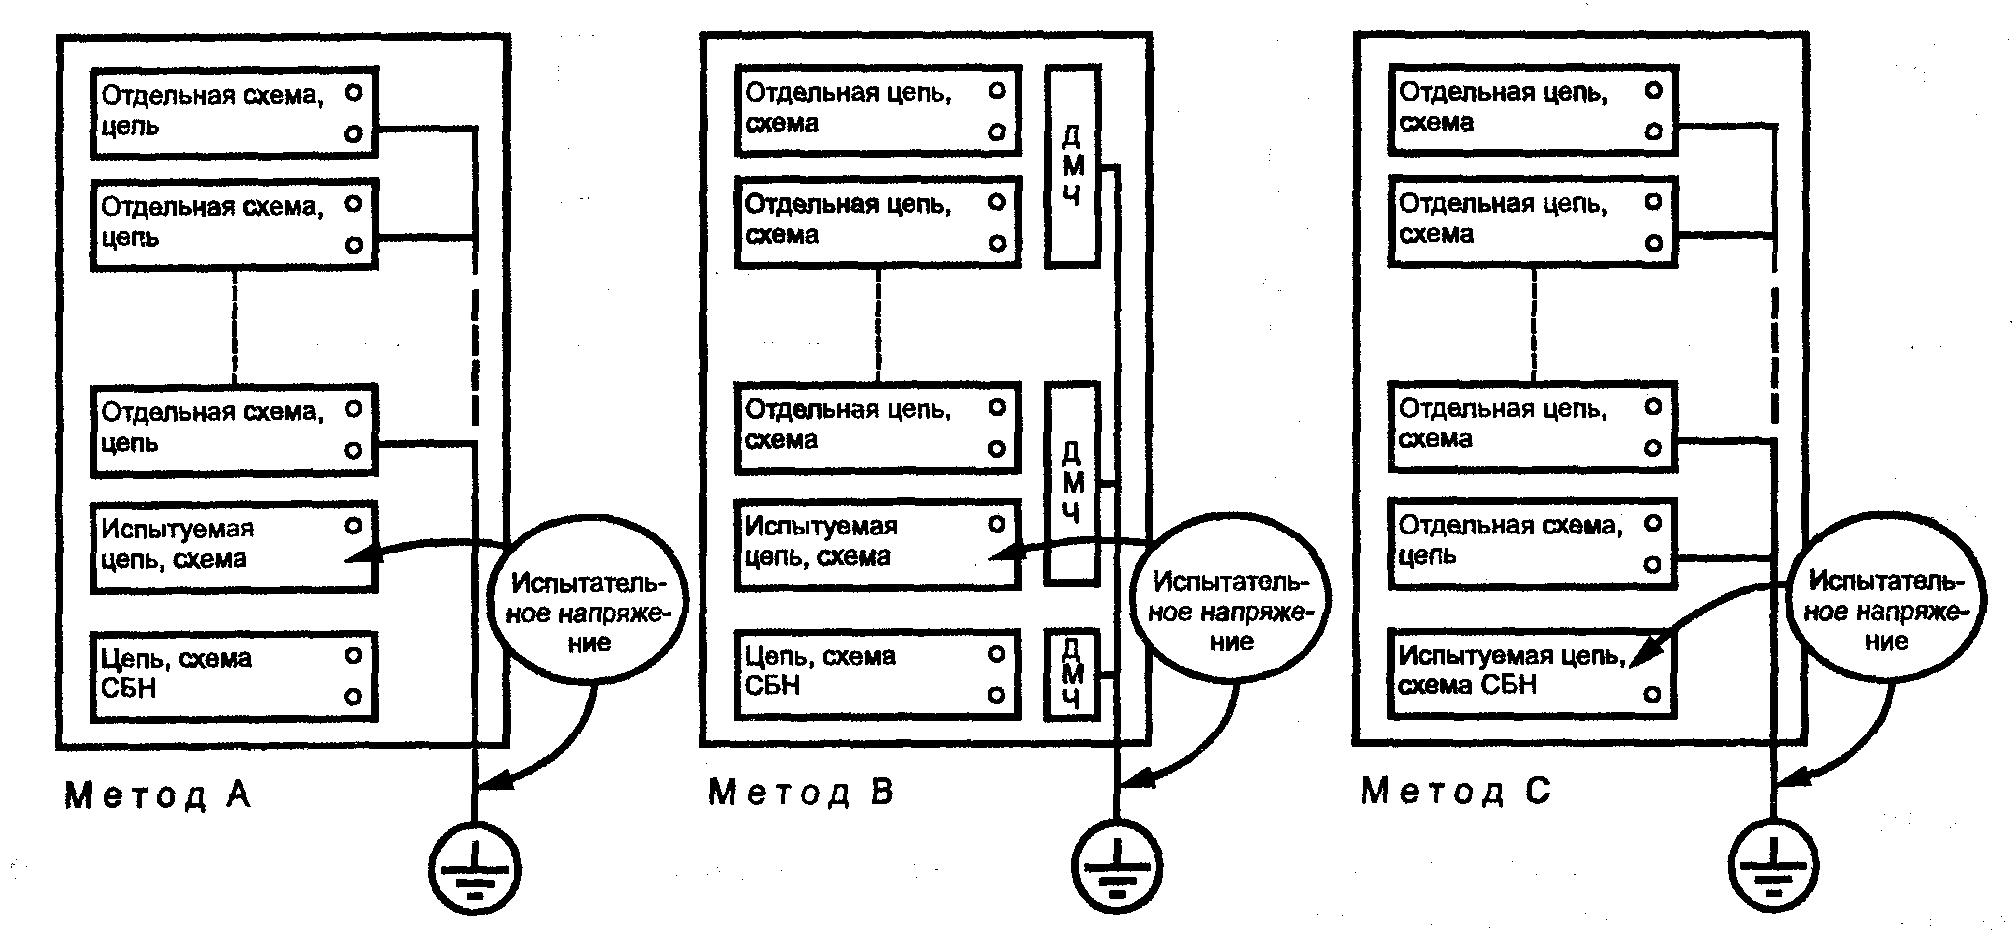 Отдельная схема,
цепь
Отдельная схема,
цепь
Отдельная схема,
цепь
Испытуемая
цепь, схема
Цепь, схема
СБН
Испытатель-
ное напряже-
ние
Метод А
Отдельная цепь,
схема
Отдельная цепь,
схема
Отдельная цепь,
схема
Испытуемая
цепь, схема
Цепь, схема
СБН
Д
М
Ч
Д
М
Ч
Д
М
Ч
Испытатель-
ное напряже-
ние
Метод В
Отдельная цепь,
схема
Отдельная цепь,
схема
Отдельная цепь,
схема
Отдельная схема,
цепь
Испытуемая цепь,
схема СБН
Испытатель-
ное напряже-
ние
Метод С